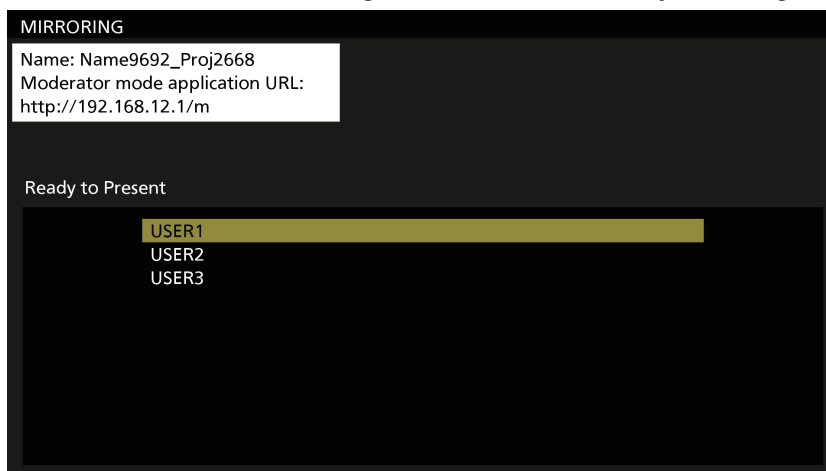 MIRRORING
Name: Name9692_Proj2668
Moderator mode application URL:
http://192.168.12.1/m
Ready to Present
USER1
USER2
USER3